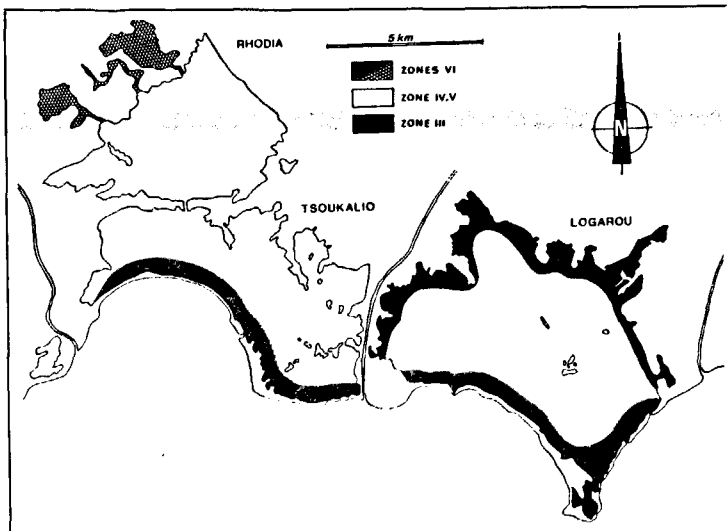 RHODIA
5 km
ZONES VI
ZONE IV.V
ZONE III
N
TSOUKALIO
LOGAROU